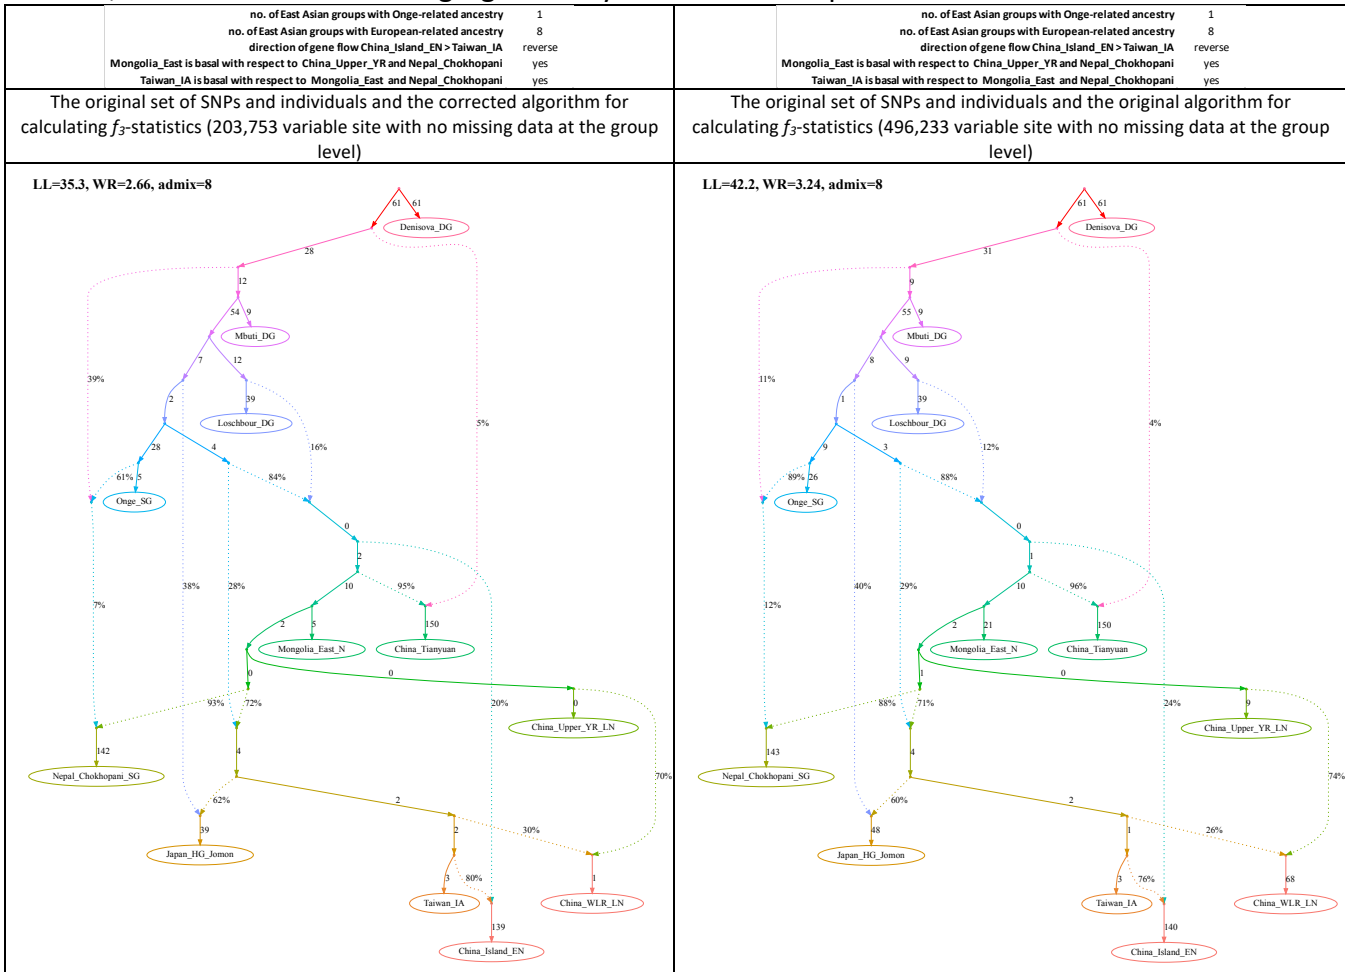 no. of East Asian groups with Onge-related ancestry 1
no. of East Asian groups with European-related ancestry 8
direction of gene flow China_Island_EN > Taiwan_IA reverse
Mongolia_East is basal with respect to China_Upper_YR and Nepal_Chokhopani yes
Taiwan_IA is basal with respect to Mongolia_East and Nepal_Chokhopani yes
The original set of SNPs and individuals and the corrected algorithm for
calculating f3-statistics (203,753 variable site with no missing data at the group
level)
LL=35.3, WR=2.66, admix=8
61 61
Denisova_DG
28
12
54 9
Mbuti_DG
7 12
39%
2 39
Loschbour_DG
5%
28 4 16%
61% 5 84%
Onge_SG
0
2
38% 28% 10 95%
7%
2 5 150
Mongolia_East_N China_Tianyuan
0 0
93% 72% 20% 0
China_Upper_YR_LN
142 4
Nepal_Chokhopani_SG 70%
62% 2
39 2 30%
Japan_HG_Jomon
3 80% 1
Taiwan_IA China_WLR_LN
139
China_Island_EN
no. of East Asian groups with Onge-related ancestry 1
no. of East Asian groups with European-related ancestry 8
direction of gene flow China_Island_EN > Taiwan_IA reverse
Mongolia_East is basal with respect to China_Upper_YR and Nepal_Chokhopani yes
Taiwan_IA is basal with respect to Mongolia_East and Nepal_Chokhopani yes
The original set of SNPs and individuals and the original algorithm for
calculating f3-statistics (496,233 variable site with no missing data at the group
level)
LL=42.2, WR=3.24, admix=8
61 61
Denisova_DG
31
9
55 9
Mbuti_DG
8 9
11%
1 39
Loschbour_DG
4%
9 3 12%
89% 26 88%
Onge_SG
0
1
40% 29% 10 96%
12%
2 21 150
Mongolia_East_N China_Tianyuan
1 0
88% 71% 24% 9
China_Upper_YR_LN
143 4
Nepal_Chokhopani_SG 74%
60% 2
48 1 26%
Japan_HG_Jomon
3 76% 68
Taiwan_IA China_WLR_LN
140
China_Island_EN